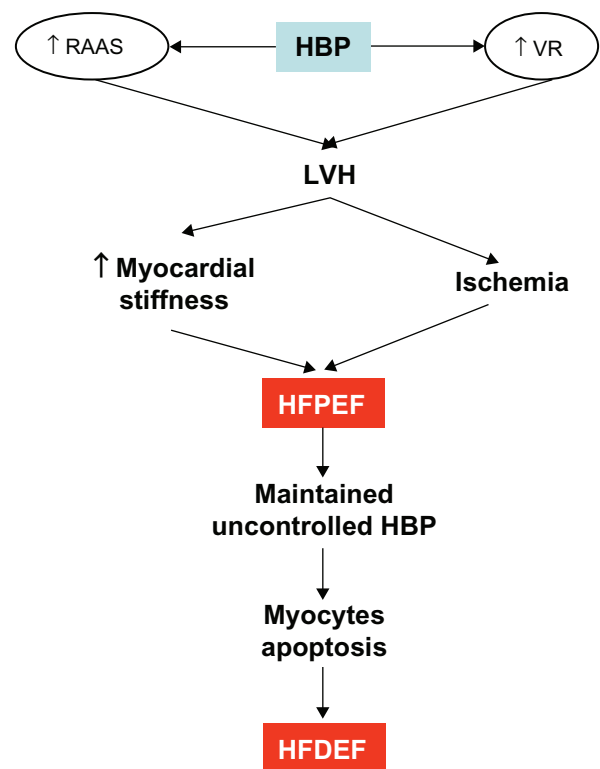 ↑ RAAS
HBP
↑ VR
LVH
↑ Myocardial
stiffness
Ischemia
HFPEF
Maintained
uncontrolled HBP
Myocytes
apoptosis
HFDEF